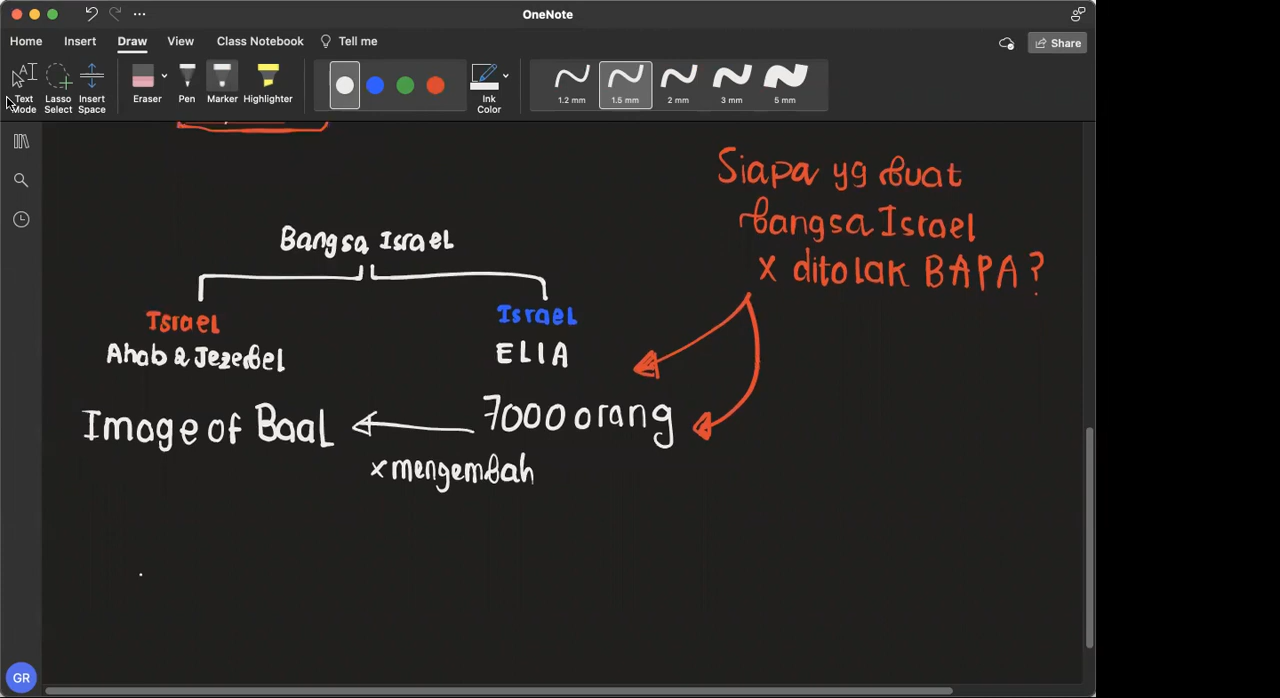 OneNote
Home Insert Draw View Class Notebook Tell me
Share
Text Mode
Lasso Select
Insert Space
Eraser
Pen
Marker
Highlighter
Ink Color
1.2 mm
1.5 mm
2 mm
3 mm
5 mm
Siapa yg buat
bangsa Israel
x ditolak BAPA?
Bangsa Israel
Israel
Ahab & Jezebel
Israel
ELIA
Image of Baal
7000 orang
x mengembah
GR